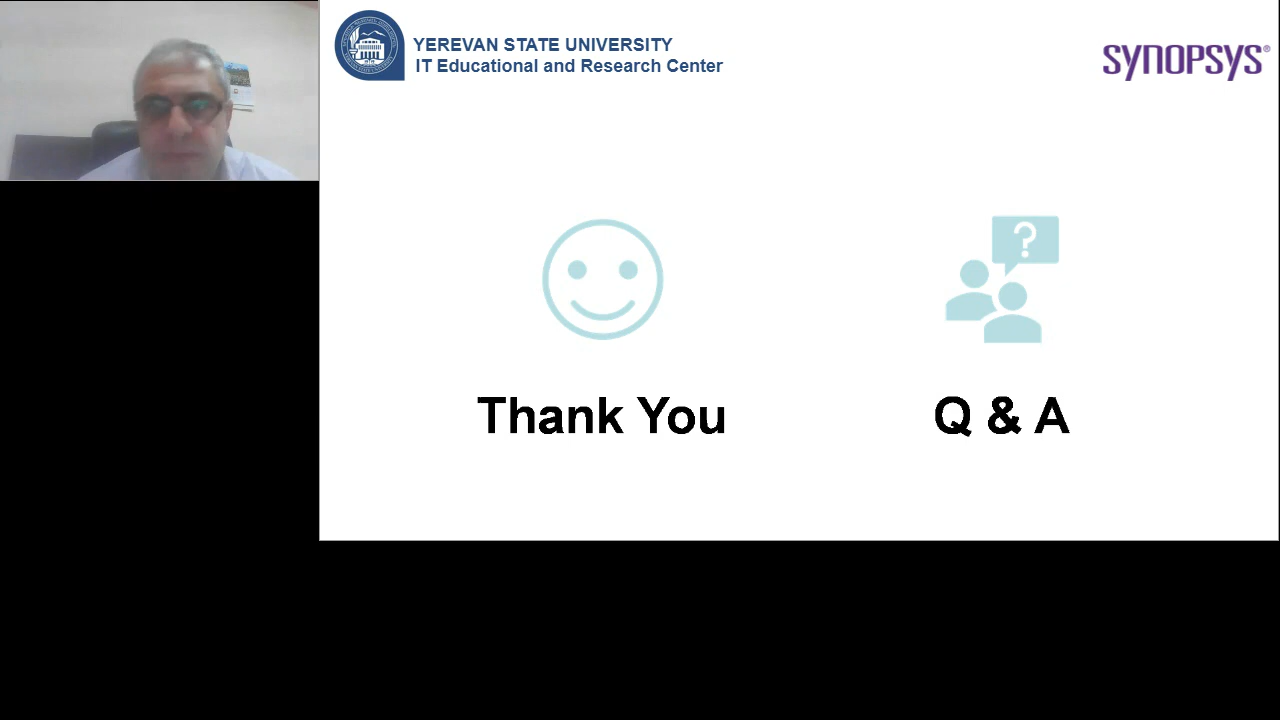 YEREVAN STATE UNIVERSITY
IT Educational and Research Center
SYNOPSYS®
?
Thank You
Q & A